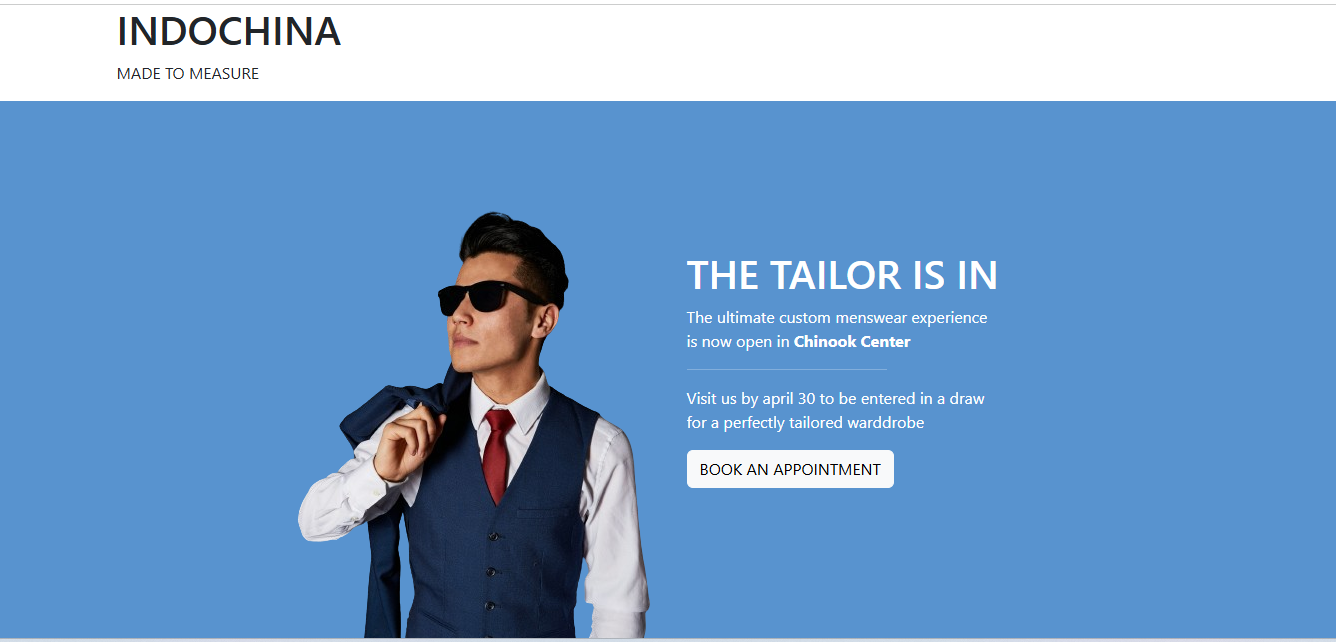 INDOCHINA
MADE TO MEASURE
THE TAILOR IS IN
The ultimate custom menswear experience
is now open in Chinook Center
Visit us by april 30 to be entered in a draw
for a perfectly tailored warddrobe
BOOK AN APPOINTMENT